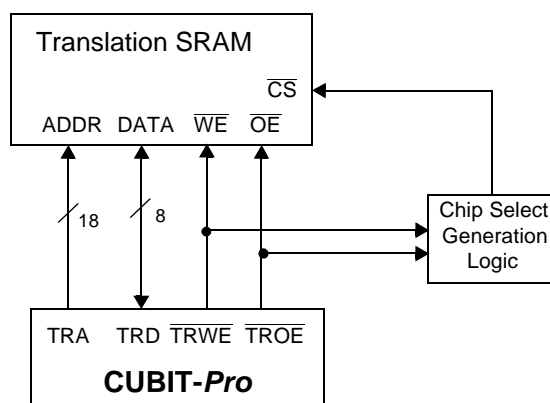 Translation SRAM
CS
ADDR DATA WE OE
18
8
Chip Select
Generation
Logic
TRA TRD TRWE TROE
CUBIT-Pro